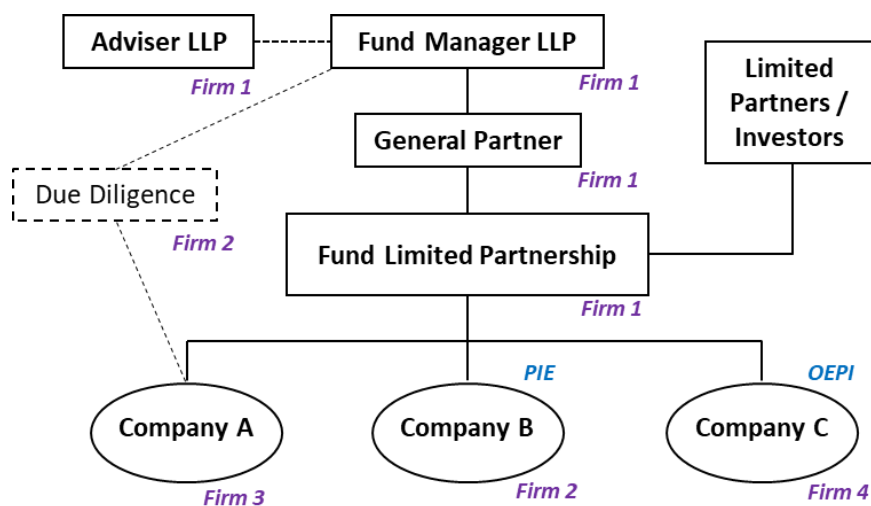 Adviser LLP
Firm 1
Fund Manager LLP
Firm 1
Limited
Partners /
Investors
General Partner
Firm 1
Due Diligence
Firm 2
Fund Limited Partnership
Firm 1
PIE
OEPI
Company A
Firm 3
Company B
Firm 2
Company C
Firm 4